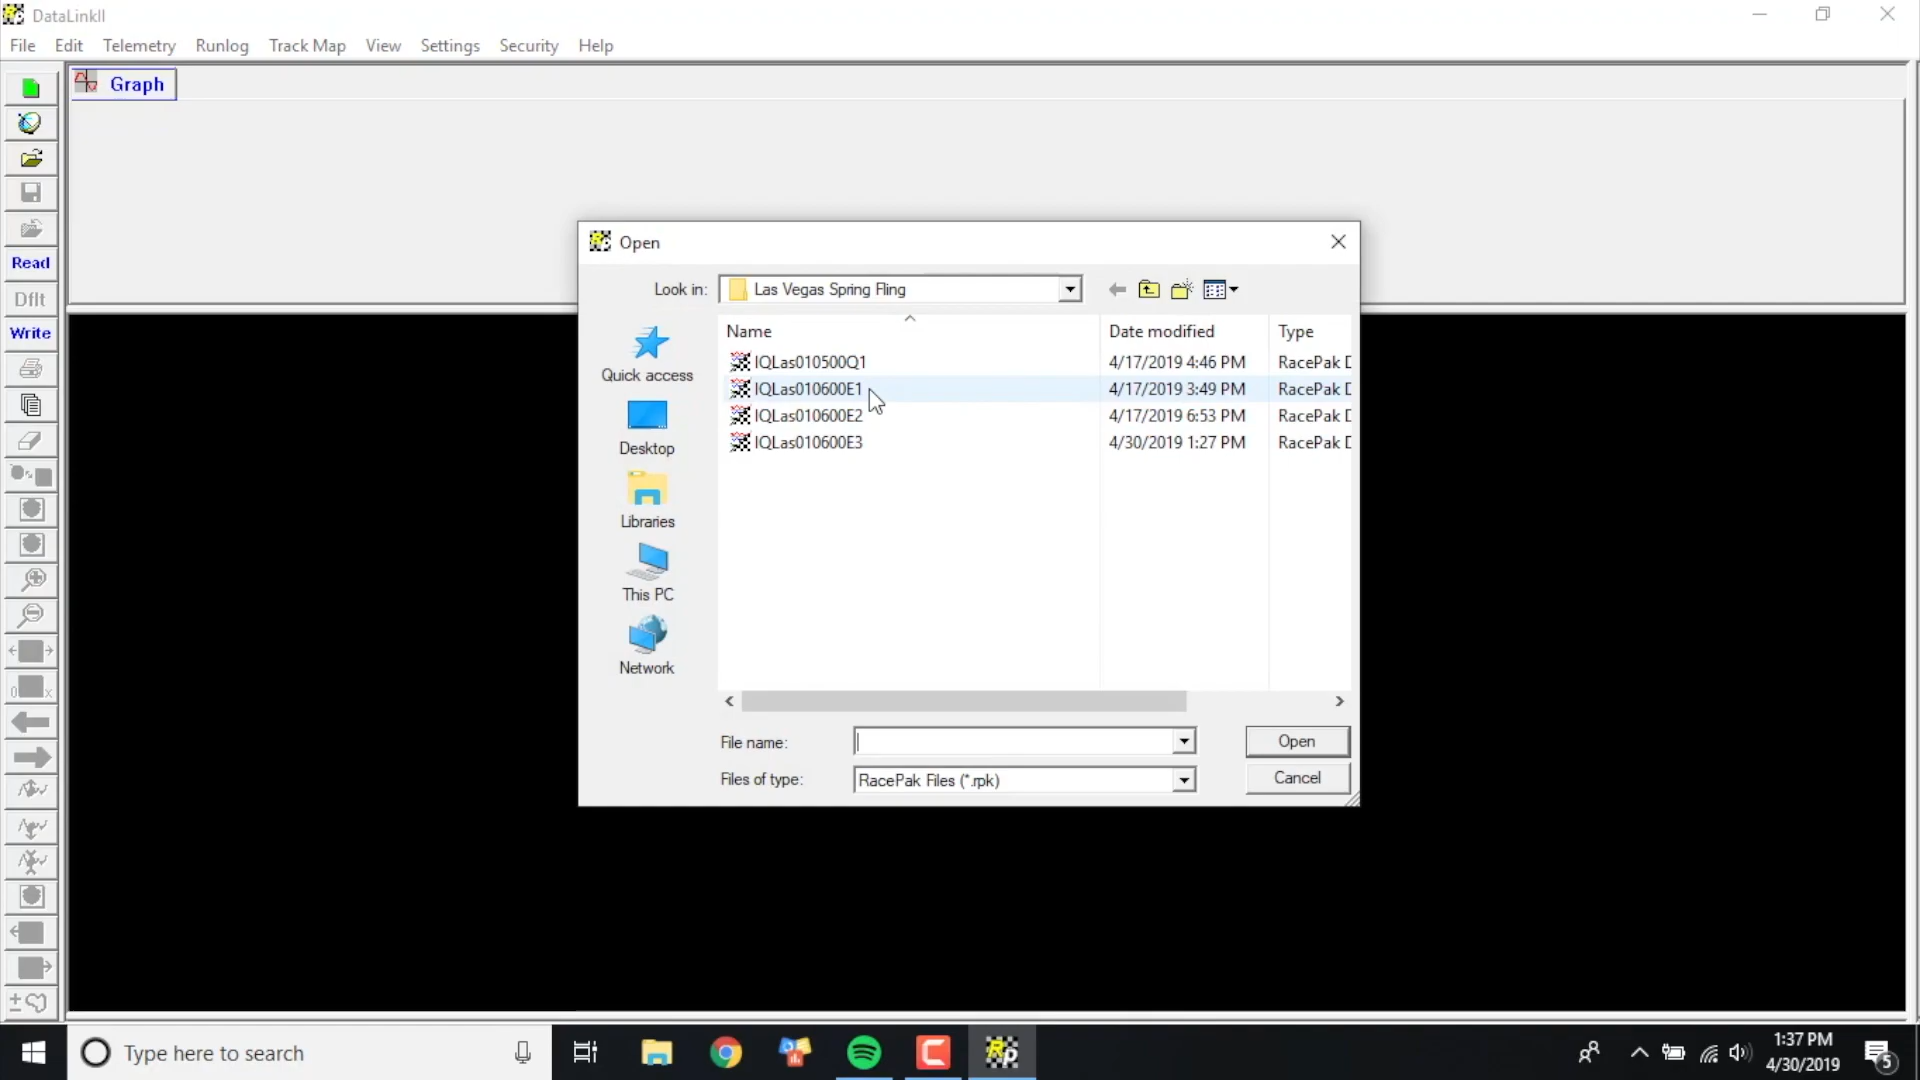 DataLinkII
File Edit Telemetry Runlog Track Map View Settings Security Help
Graph
Read
Dflt
Write
Open
Look in: Las Vegas Spring Fling
Name Date modified Type
IQLas010500Q1 4/17/2019 4:46 PM RacePak D
IQLas010600E1 4/17/2019 3:49 PM RacePak D
IQLas010600E2 4/17/2019 6:53 PM RacePak D
IQLas010600E3 4/30/2019 1:27 PM RacePak D
Quick access
Desktop
Libraries
This PC
Network
File name: Open
Files of type: RacePak Files (*.rpk) Cancel
Type here to search
1:37 PM
4/30/2019
5